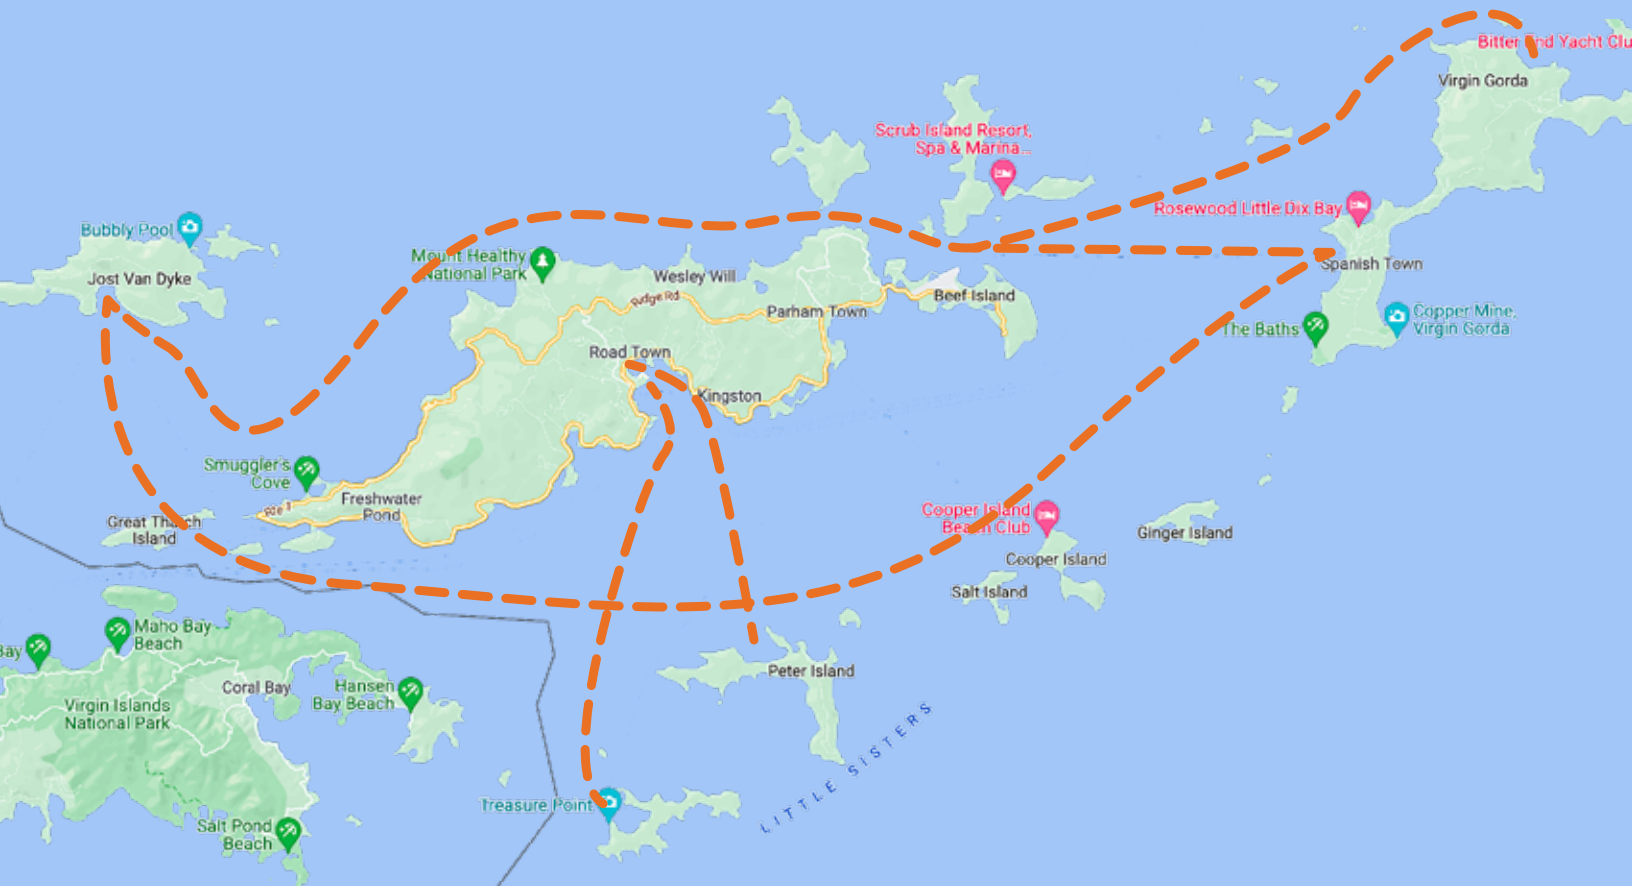 Bitter End Yacht Clu
Virgin Gorda
Scrub Island Resort,
Spa & Marina...
Rosewood Little Dix Bay
Bubbly Pool
Mount Healthy
National Park
Jost Van Dyke
Wesley Will
Spanish Town
Ridge Rd
Beef Island
Parham Town
Copper Mine,
Virgin Gorda
The Baths
Road Town
Kingston
Smuggler's
Cove
Freshwater
Pond
Rte 1
Great Thatch
Island
Cooper Island
Beach Club
Ginger Island
Cooper Island
Salt Island
Maho Bay
Beach
Bay
Peter Island
Coral Bay
Hansen
Bay Beach
Virgin Islands
National Park
LITTLE SISTERS
Treasure Point
Salt Pond
Beach